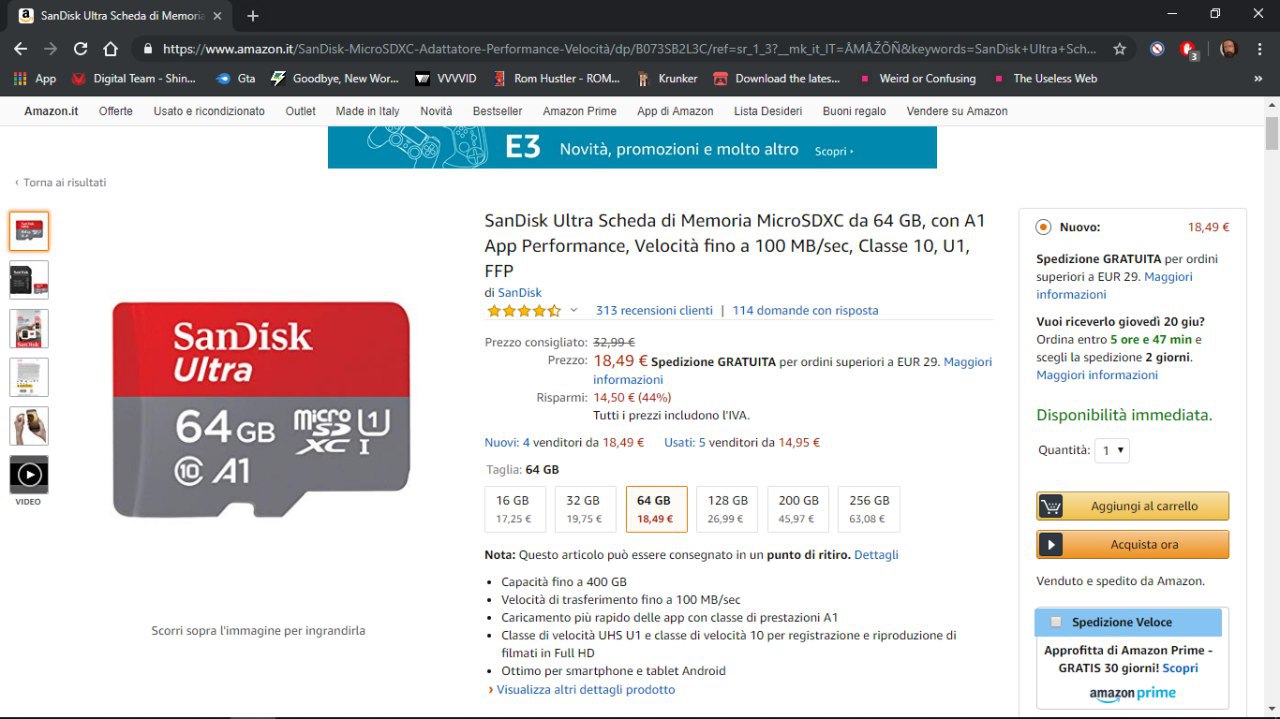 SanDisk Ultra Scheda di Memoria
https://www.amazon.it/SanDisk-MicroSDXC-Adattatore-Performance-Velocità/dp/B073SB2L3C/ref=sr_1_3?__mk_it_IT=ÅMÅŽÕÑ&keywords=SanDisk+Ultra+Sch...
3
App Digital Team - Shin... Gta Goodbye, New Wor... VVVVID Rom Hustler - ROM... Krunker Download the lates... Weird or Confusing The Useless Web »
Amazon.it Offerte Usato e ricondizionato Outlet Made in Italy Novità Bestseller Amazon Prime App di Amazon Lista Desideri Buoni regalo Vendere su Amazon
E3 Novità, promozioni e molto altro Scopri ›
‹ Torna ai risultati
VIDEO
SanDisk
Ultra
64GB micro SD XC I U1
10 A1
Scorri sopra l'immagine per ingrandirla
SanDisk Ultra Scheda di Memoria MicroSDXC da 64 GB, con A1
App Performance, Velocità fino a 100 MB/sec, Classe 10, U1,
FFP
di SanDisk
313 recensioni clienti | 114 domande con risposta
Prezzo consigliato: 32,99 €
Prezzo: 18,49 € Spedizione GRATUITA per ordini superiori a EUR 29. Maggiori
informazioni
Risparmi: 14,50 € (44%)
Tutti i prezzi includono l'IVA.
Nuovi: 4 venditori da 18,49 € Usati: 5 venditori da 14,95 €
Taglia: 64 GB
16 GB 32 GB 64 GB 128 GB 200 GB 256 GB
17,25 € 19,75 € 18,49 € 26,99 € 45,97 € 63,08 €
Nota: Questo articolo può essere consegnato in un punto di ritiro. Dettagli
• Capacità fino a 400 GB
• Velocità di trasferimento fino a 100 MB/sec
• Caricamento più rapido delle app con classe di prestazioni A1
• Classe di velocità UHS U1 e classe di velocità 10 per registrazione e riproduzione di
filmati in Full HD
• Ottimo per smartphone e tablet Android
› Visualizza altri dettagli prodotto
Nuovo: 18,49 €
Spedizione GRATUITA per ordini
superiori a EUR 29. Maggiori
informazioni
Vuoi riceverlo giovedì 20 giu?
Ordina entro 5 ore e 47 min e
scegli la spedizione 2 giorni.
Maggiori informazioni
Disponibilità immediata.
Quantità: 1
Aggiungi al carrello
Acquista ora
Venduto e spedito da Amazon.
Spedizione Veloce
Approfitta di Amazon Prime -
GRATIS 30 giorni! Scopri
amazon prime